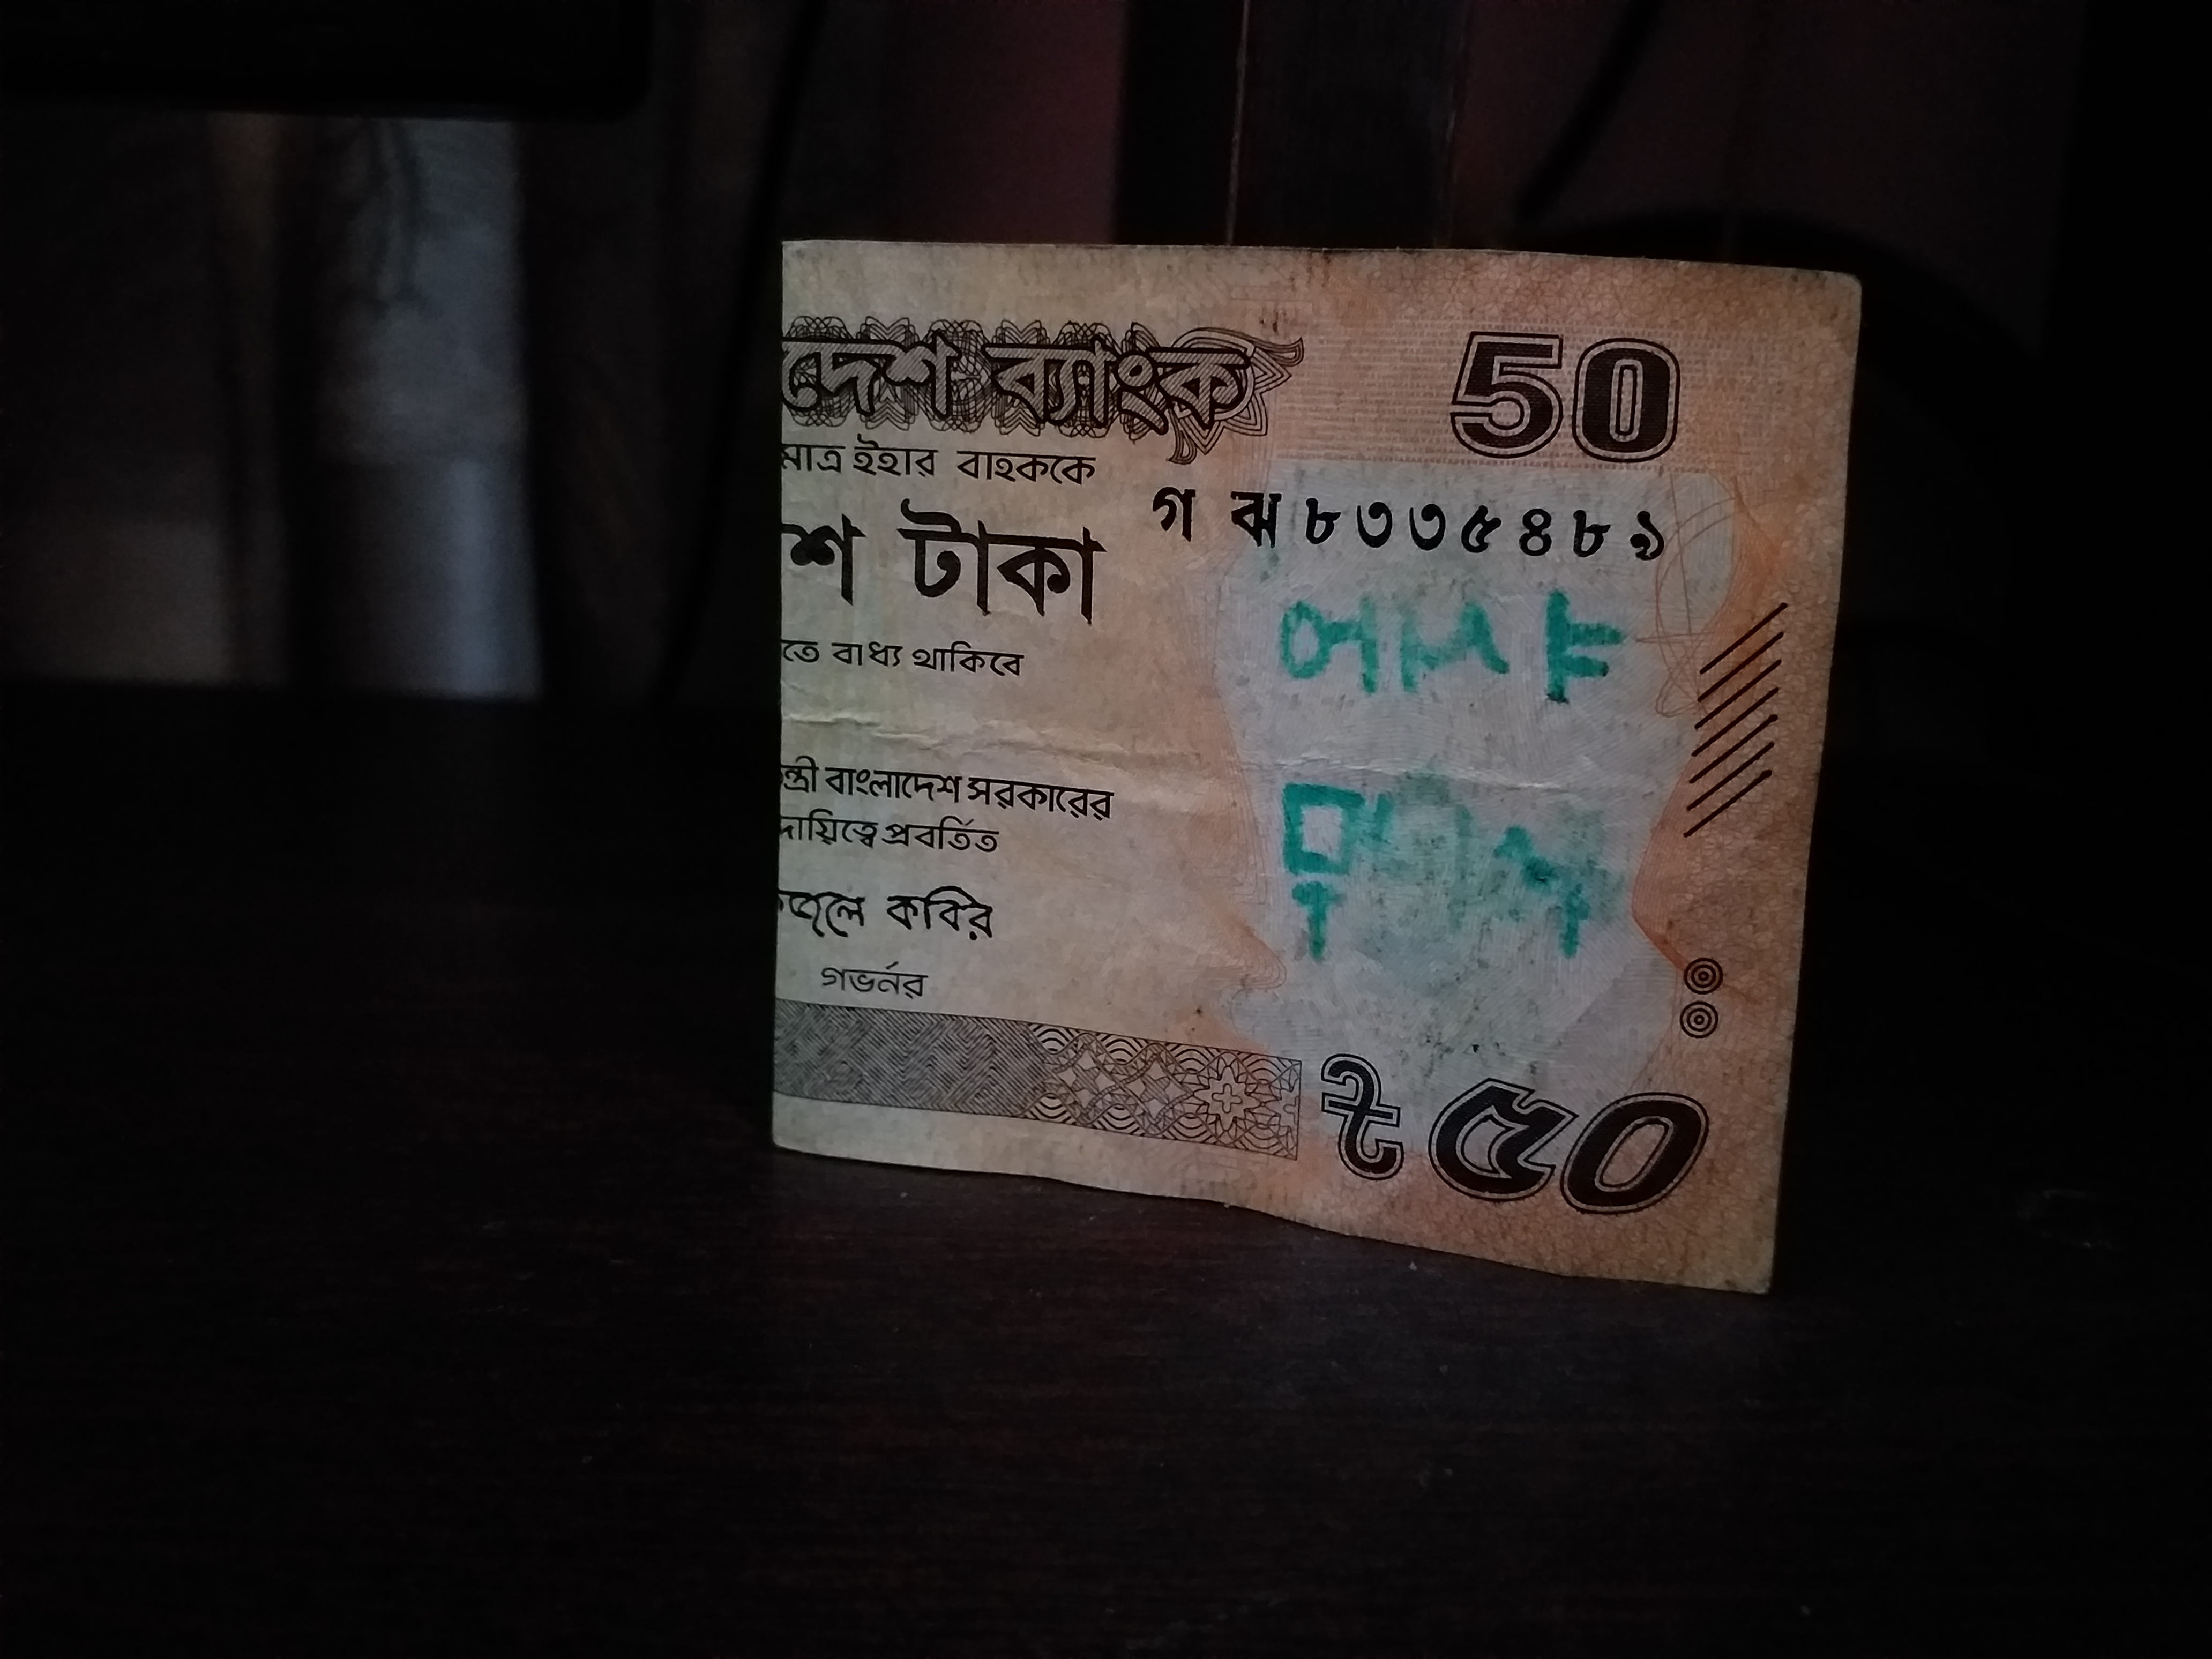 দেশ ব্যাংক
50
মাত্র ইহার বাহককে
গ ঝ ৮৩৩৫৪৮৯
শ টাকা
তে বাধ্য থাকিবে
ন্ত্রী বাংলাদেশ সরকারের
দায়িত্বে প্রবর্তিত
কবির
গভর্নর
৳ ৫০